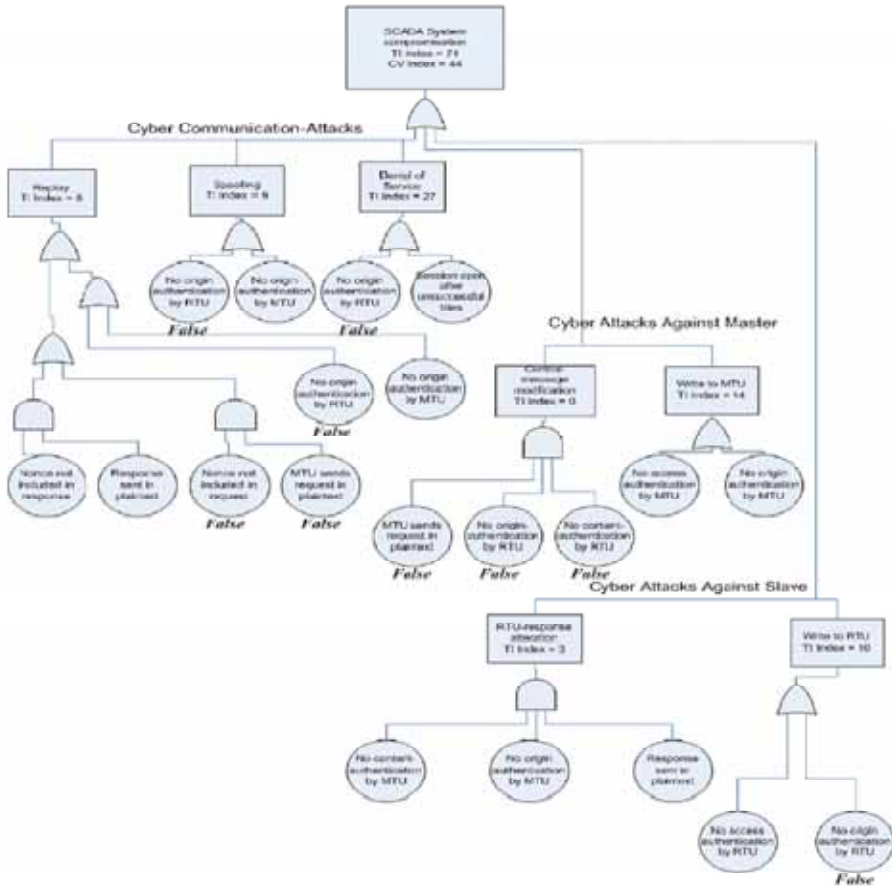 SCADA System
compromisation
TI Index = 71
CV Index = 44
Cyber Communication-Attacks
Replay
TI Index = 8
Spoofing
TI Index = 9
Denial of
Service
TI Index = 27
No origin
authentication
by RTU
False
No origin
authentication
by MTU
No origin
authentication
by RTU
False
Session open
after
unsuccessful
tries
No origin
authentication
by RTU
False
No origin
authentication
by MTU
Nonce not
included in
response
Response
sent in
plaintext
Nonce not
included in
request
False
MTU sends
request in
plaintext
False
Cyber Attacks Against Master
message
modification
TI Index = 0
Write to MTU
TI Index = 14
MTU sends
request in
plaintext
False
No origin-
authentication
by RTU
False
No content-
authentication
by RTU
False
No access
authentication
by MTU
No origin
authentication
by MTU
Cyber Attacks Against Slave
RTU-response
alteration
TI Index = 3
Write to RTU
TI Index = 10
No content-
authentication
by MTU
No origin
authentication
by MTU
Response
sent in
plaintext
No access
authentication
by RTU
No origin
authentication
by RTU
False